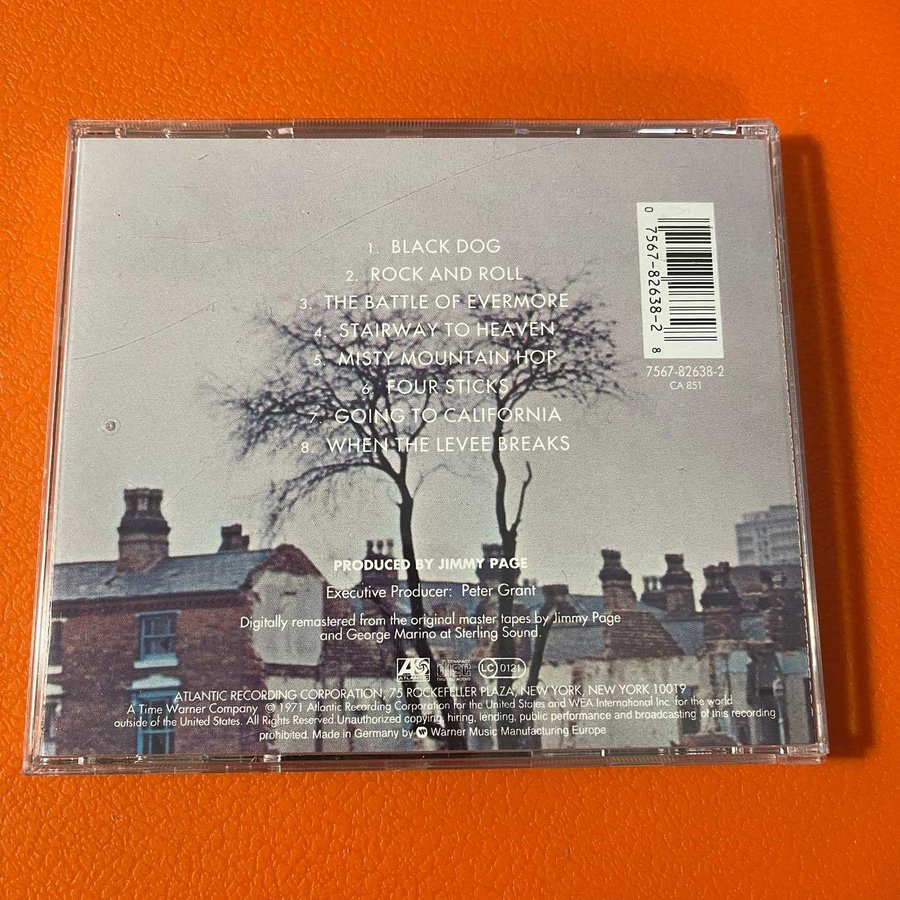 1. BLACK DOG
2. ROCK AND ROLL
3. THE BATTLE OF EVERMORE
4. STAIRWAY TO HEAVEN
5. MISTY MOUNTAIN HOP
6. FOUR STICKS
7. GOING TO CALIFORNIA
8. WHEN THE LEVEE BREAKS
0 7567-82638-2 8
7567-82638-2
CA 851
PRODUCED BY JIMMY PAGE
Executive Producer: Peter Grant
Digitally remastered from the original master tapes by Jimmy Page
and George Marino at Sterling Sound.
ATLANTIC
COMPACT
disc
DIGITAL AUDIO
LC 0121
ATLANTIC RECORDING CORPORATION, 75 ROCKEFELLER PLAZA, NEW YORK, NEW YORK 10019
A Time Warner Company © 1971 Atlantic Recording Corporation for the United States and WEA International Inc. for the world
outside of the United States. All Rights Reserved. Unauthorized copying, hiring, lending, public performance and broadcasting of this recording
prohibited. Made in Germany by Warner Music Manufacturing Europe